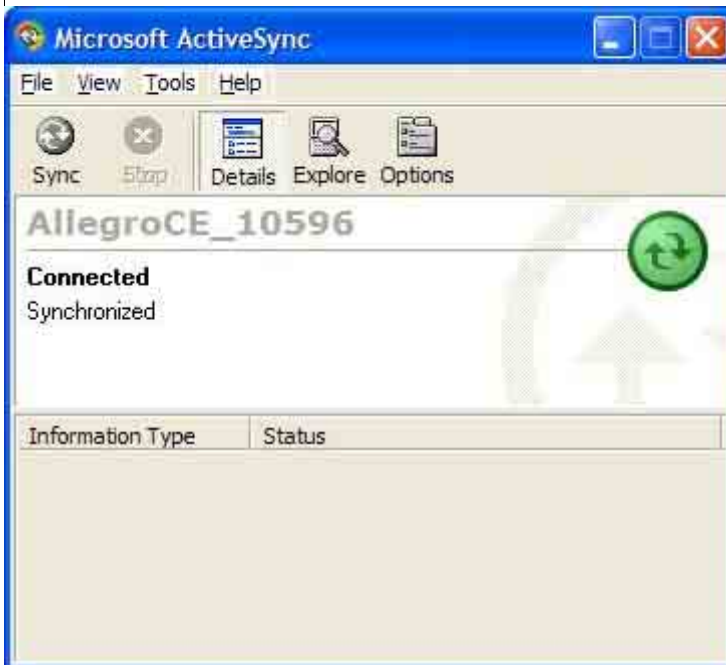 Microsoft ActiveSync
File View Tools Help
Sync Stop Details Explore Options
AllegroCE_10596
Connected
Synchronized
Information Type Status